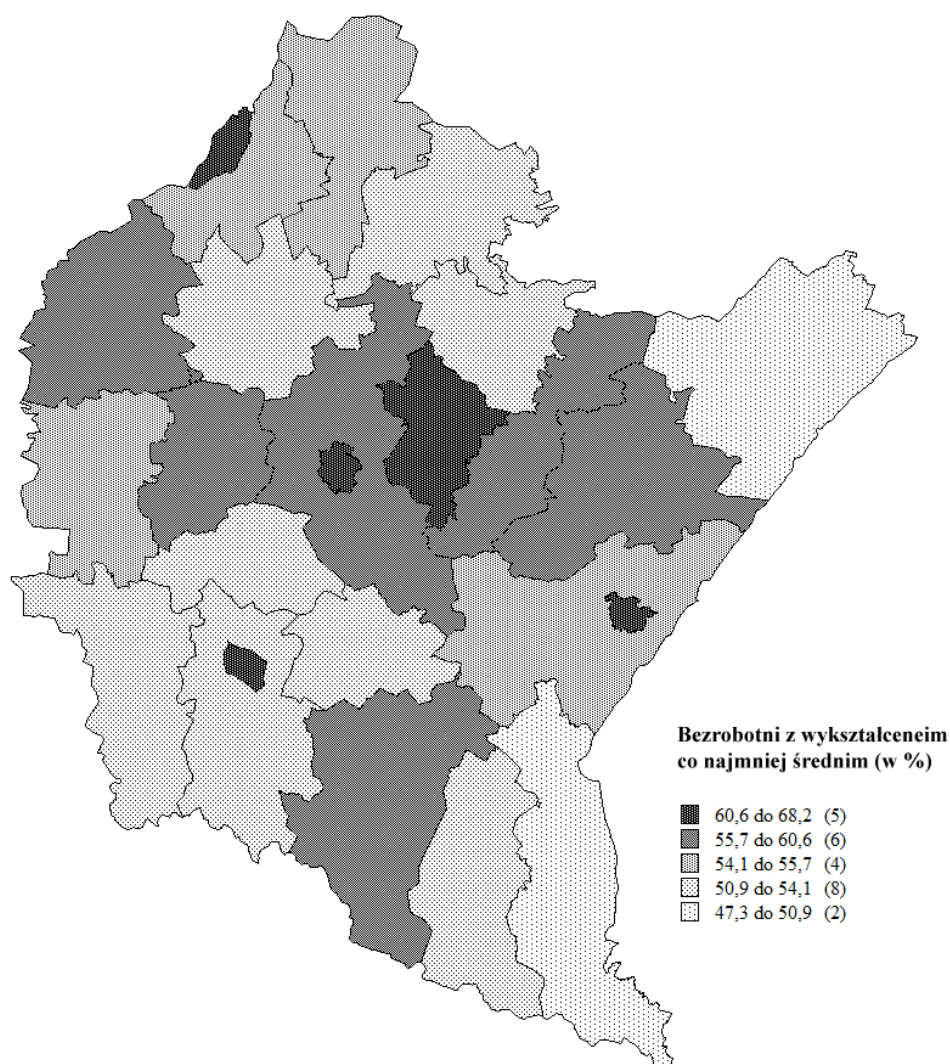 Bezrobotni z wykształceneim
co najmniej średnim (w %)
60,6 do 68,2 (5)
55,7 do 60,6 (6)
54,1 do 55,7 (4)
50,9 do 54,1 (8)
47,3 do 50,9 (2)